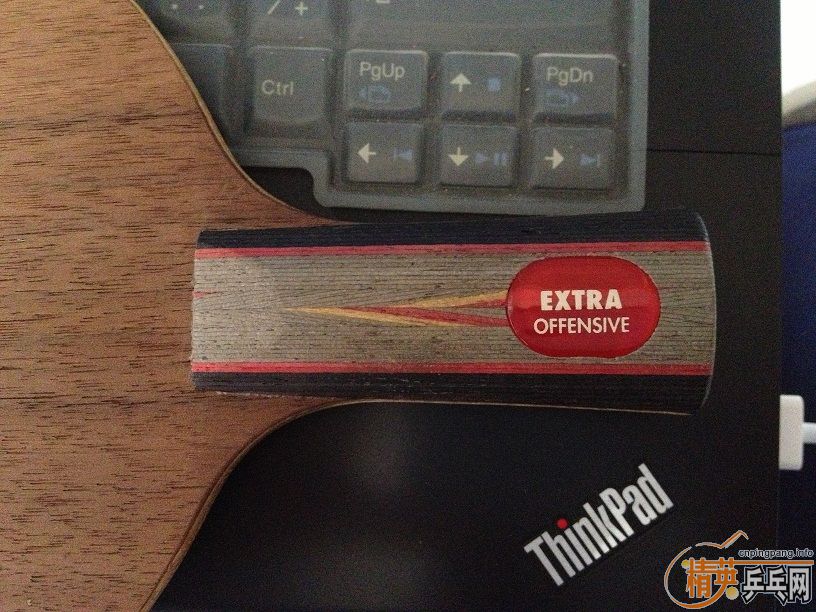 Ctrl
PgUp
PgDn
EXTRA
OFFENSIVE
ThinkPad
cnpingpang.info
精英乒乓网